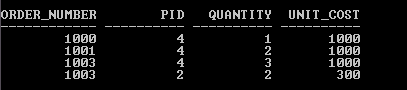 ORDER_NUMBER PID QUANTITY UNIT_COST
------------ ---------- ---------- ----------
1000 4 1 1000
1001 4 2 1000
1003 4 3 1000
1003 2 2 300